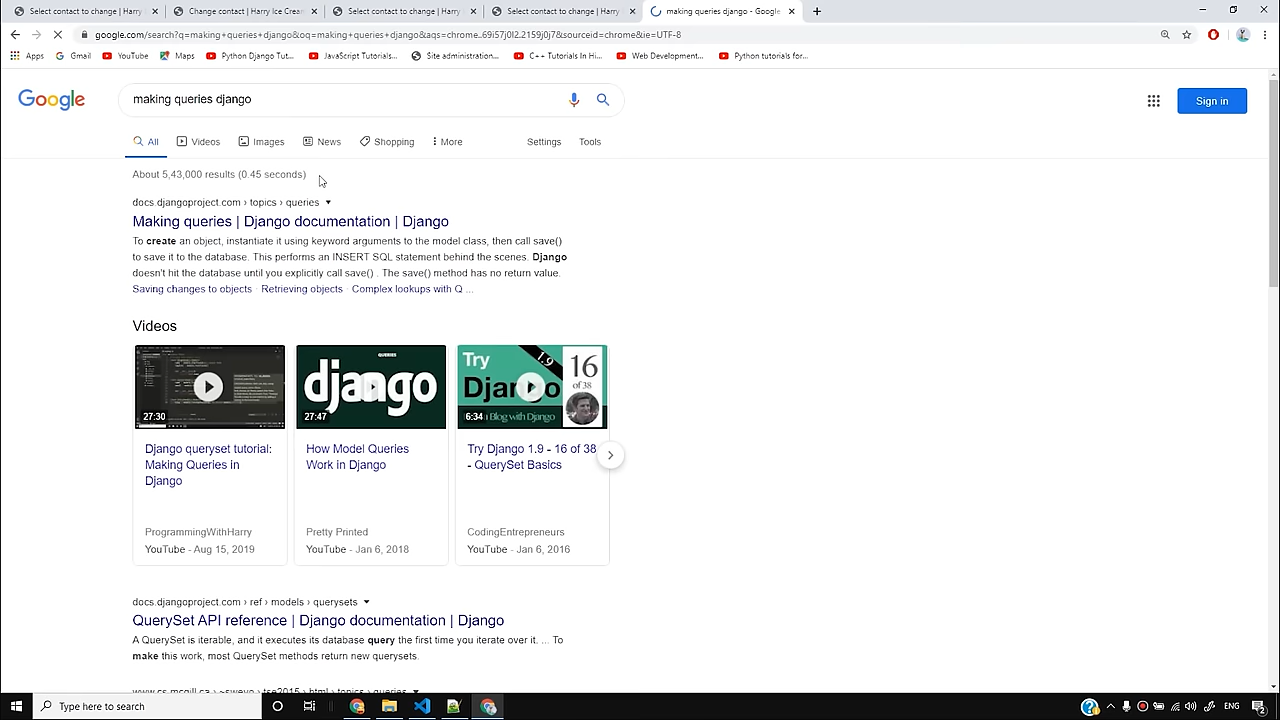 Select contact to change | Harry
Change contact | Harry Ice Cream
Select contact to change | Harry
Select contact to change | Harry
making queries django - Google
google.com/search?q=making+queries+django&oq=making+queries+django&aqs=chrome..69i57j0l2.2159j0j7&sourceid=chrome&ie=UTF-8
Apps Gmail YouTube Maps Python Django Tut... JavaScript Tutorials... Site administration... C++ Tutorials In Hi... Web Development... Python tutorials for...
Google
making queries django
Sign in
All Videos Images News Shopping More Settings Tools
About 5,43,000 results (0.45 seconds)
docs.djangoproject.com › topics › queries
Making queries | Django documentation | Django
To create an object, instantiate it using keyword arguments to the model class, then call save()
to save it to the database. This performs an INSERT SQL statement behind the scenes. Django
doesn't hit the database until you explicitly call save() . The save() method has no return value.
Saving changes to objects · Retrieving objects · Complex lookups with Q ...
Videos
27:30
QUERIES
django
27:47
Try
Django
1.9
16
of 38
Blog with Django
6:34
Django queryset tutorial:
Making Queries in
Django
ProgrammingWithHarry
YouTube - Aug 15, 2019
How Model Queries
Work in Django
Pretty Printed
YouTube - Jan 6, 2018
Try Django 1.9 - 16 of 38
- QuerySet Basics
CodingEntrepreneurs
YouTube - Jan 6, 2016
docs.djangoproject.com › ref › models › querysets
QuerySet API reference | Django documentation | Django
A QuerySet is iterable, and it executes its database query the first time you iterate over it. ... To
make this work, most QuerySet methods return new querysets.
www.cs.mcgill.ca › ~swevo › tse2015 › html › topics › queries
Type here to search
ENG
2